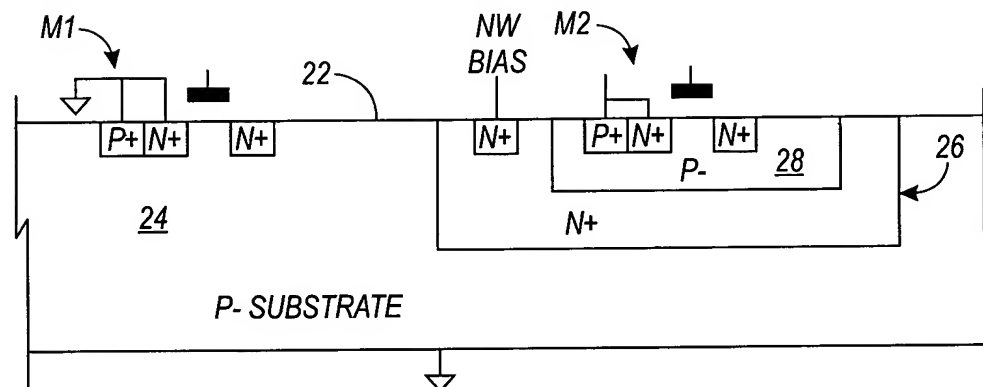 M1
22
NW
BIAS
M2
P+
N+
N+
N+
P+
N+
N+
26
P-
28
24
N+
P- SUBSTRATE